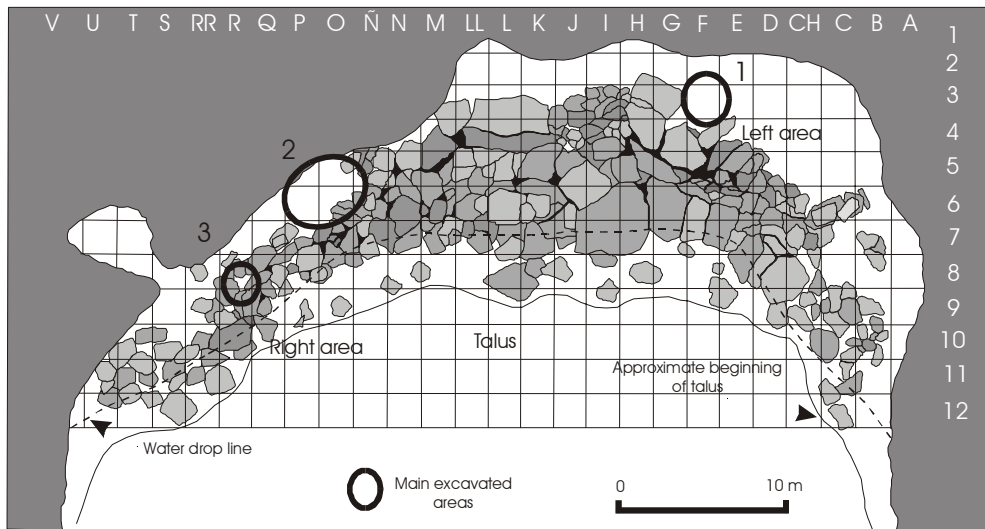 V U T S RR R Q P O Ñ N M LL L K J I H G F E D CH C B A
1
2
3
4
5
6
7
8
9
10
11
12
1
2
3
Left area
Right area
Talus
Approximate beginning
of talus
Water drop line
Main excavated
areas
0 10 m